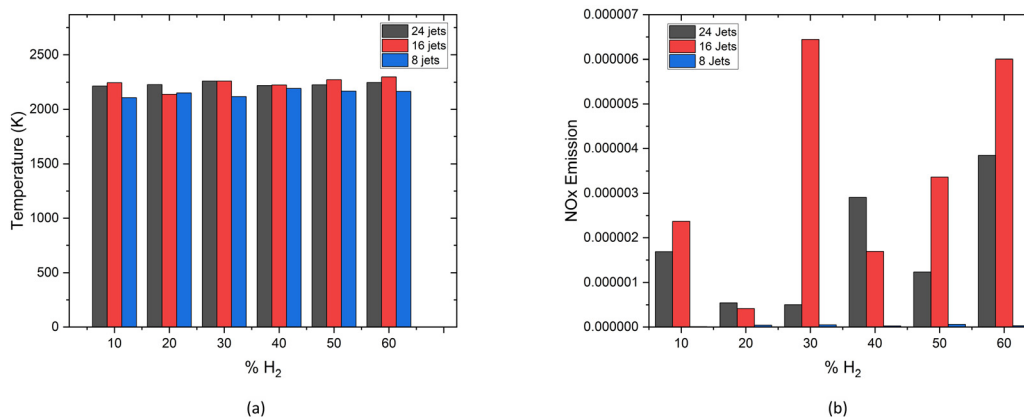 24 jets
16 jets
8 jets
2500
2000
1500
1000
500
0
Temperature (K)
10 20 30 40 50 60
% H2
(a)
24 Jets
16 Jets
8 Jets
0.000007
0.000006
0.000005
0.000004
0.000003
0.000002
0.000001
0.000000
NOx Emission
10 20 30 40 50 60
% H2
(b)